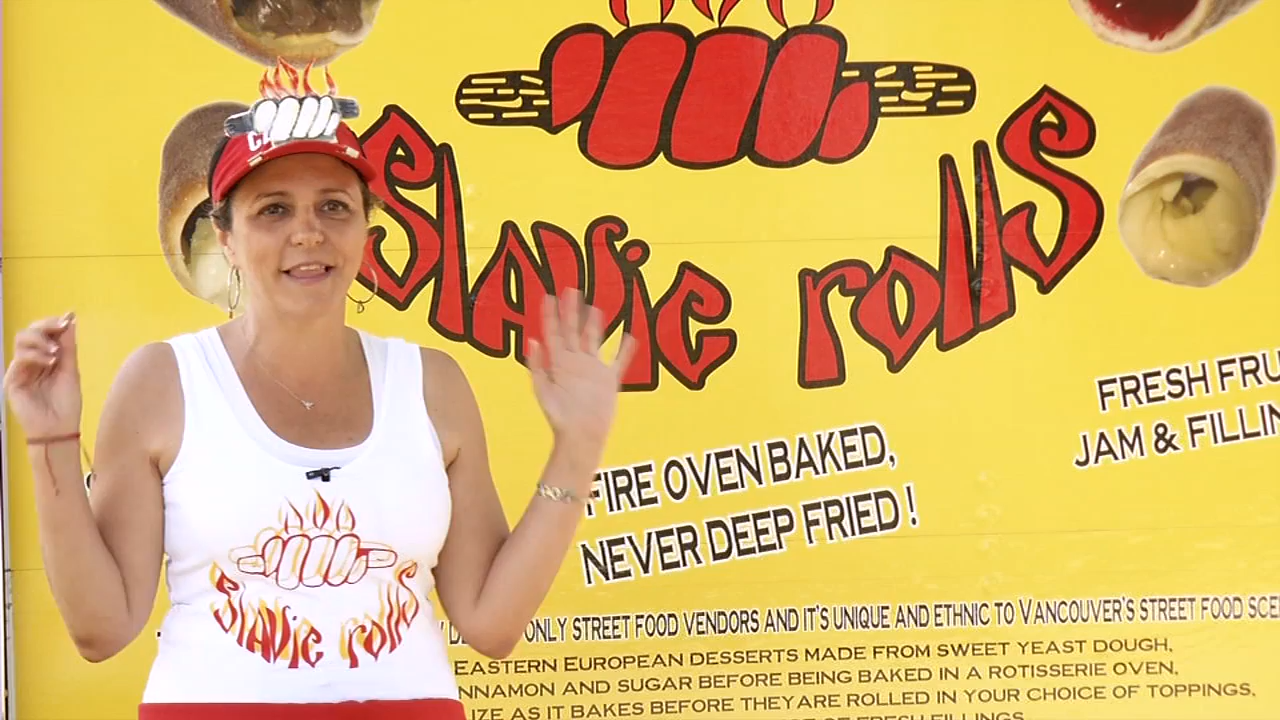 Slavic rolls
FRESH FRU
JAM & FILLIN
FIRE OVEN BAKED,
NEVER DEEP FRIED !
ONLY STREET FOOD VENDORS AND IT'S UNIQUE AND ETHNIC TO VANCOUVER'S STREET FOOD SCE
EASTERN EUROPEAN DESSERTS MADE FROM SWEET YEAST DOUGH,
NNAMON AND SUGAR BEFORE BEING BAKED IN A ROTISSERIE OVEN,
IZE AS IT BAKES BEFORE THEY ARE ROLLED IN YOUR CHOICE OF TOPPINGS,
OF FRESH FILLINGS
Slavic rolls